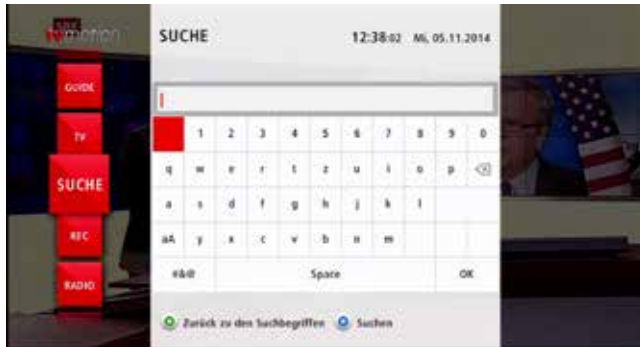 SUCHE 12:38:02 Mi, 05.11.2014
GUIDE
TV
SUCHE
REC
RADIO
1 2 3 4 5 6 7 8 9 0
q w e r t z u i o p
a s d f g h j k l
aA y x c v b n m
#&@ Space OK
Zurück zu den Suchbegriffen Suchen